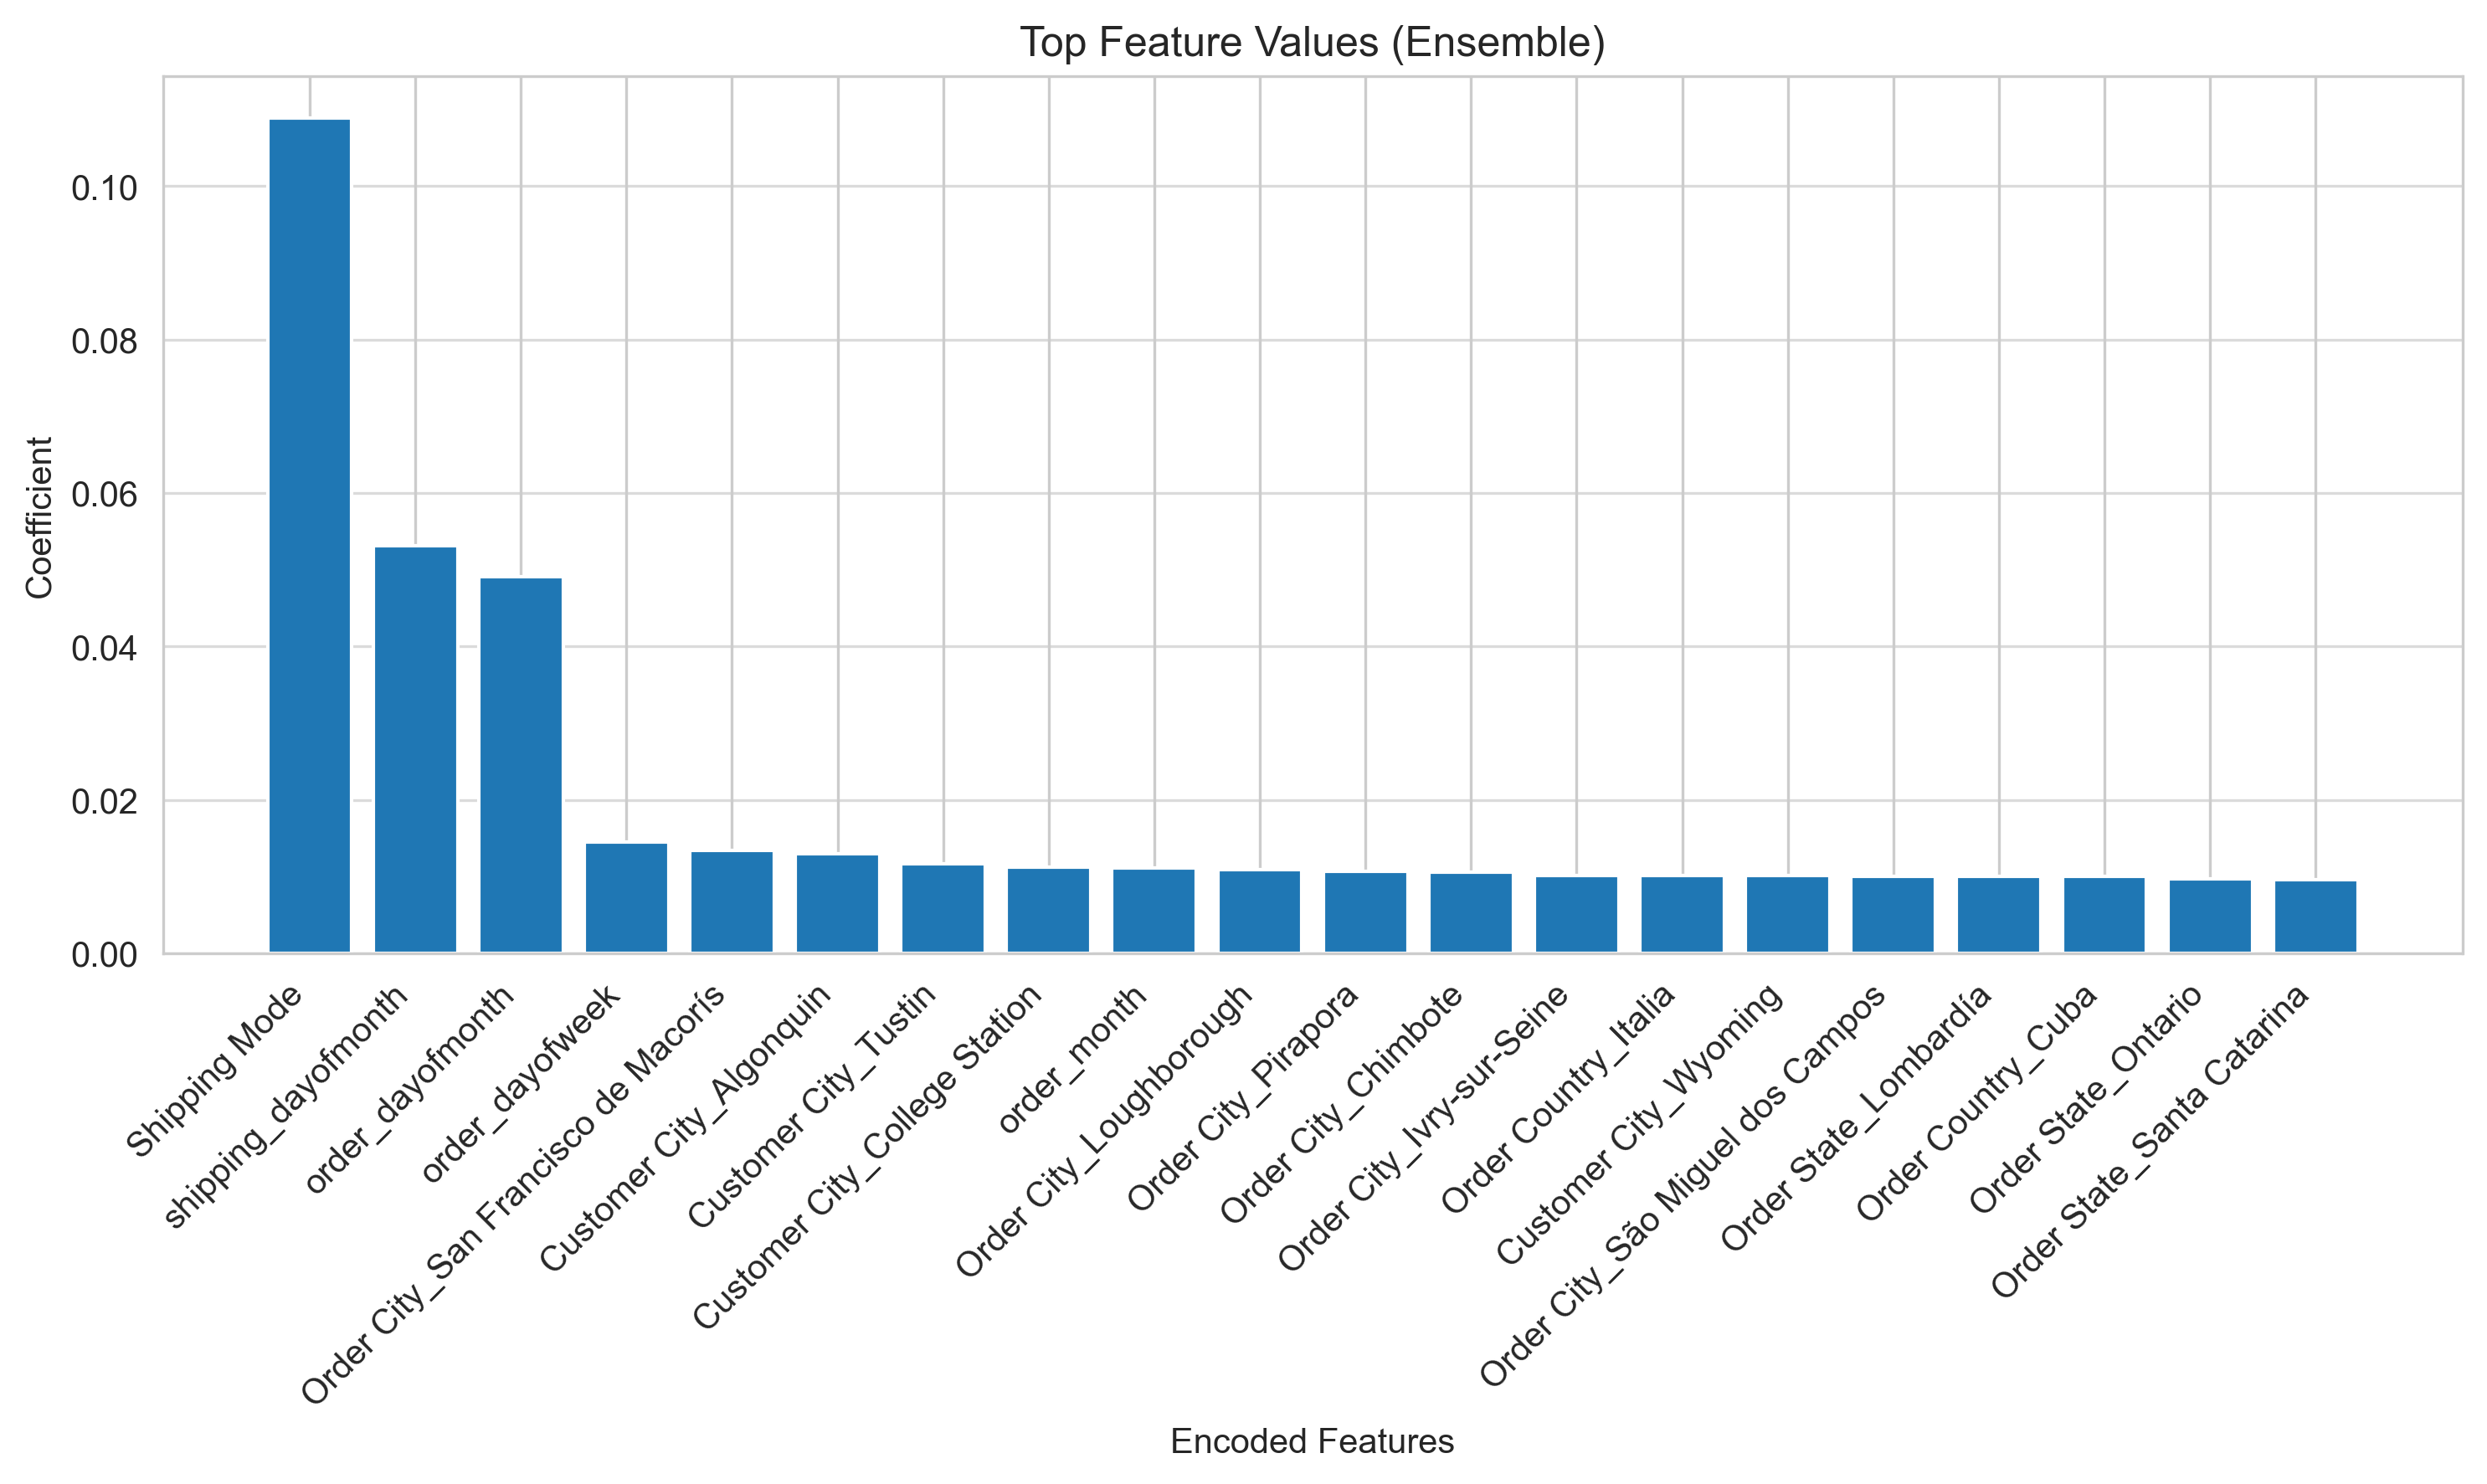 Top Feature Values (Ensemble)
Coefficient
0.10
0.08
0.06
0.04
0.02
0.00
Shipping Mode
shipping_dayofmonth
order_dayofmonth
order_dayofweek
Order City_San Francisco de Macorís
Customer City_Algonquin
Customer City_Tustin
Customer City_College Station
order_month
Order City_Loughborough
Order City_Pirapora
Order City_Chimbote
Order City_Ivry-sur-Seine
Order Country_Italia
Customer City_Wyoming
Order City_São Miguel dos Campos
Order State_Lombardía
Order Country_Cuba
Order State_Ontario
Order State_Santa Catarina
Encoded Features